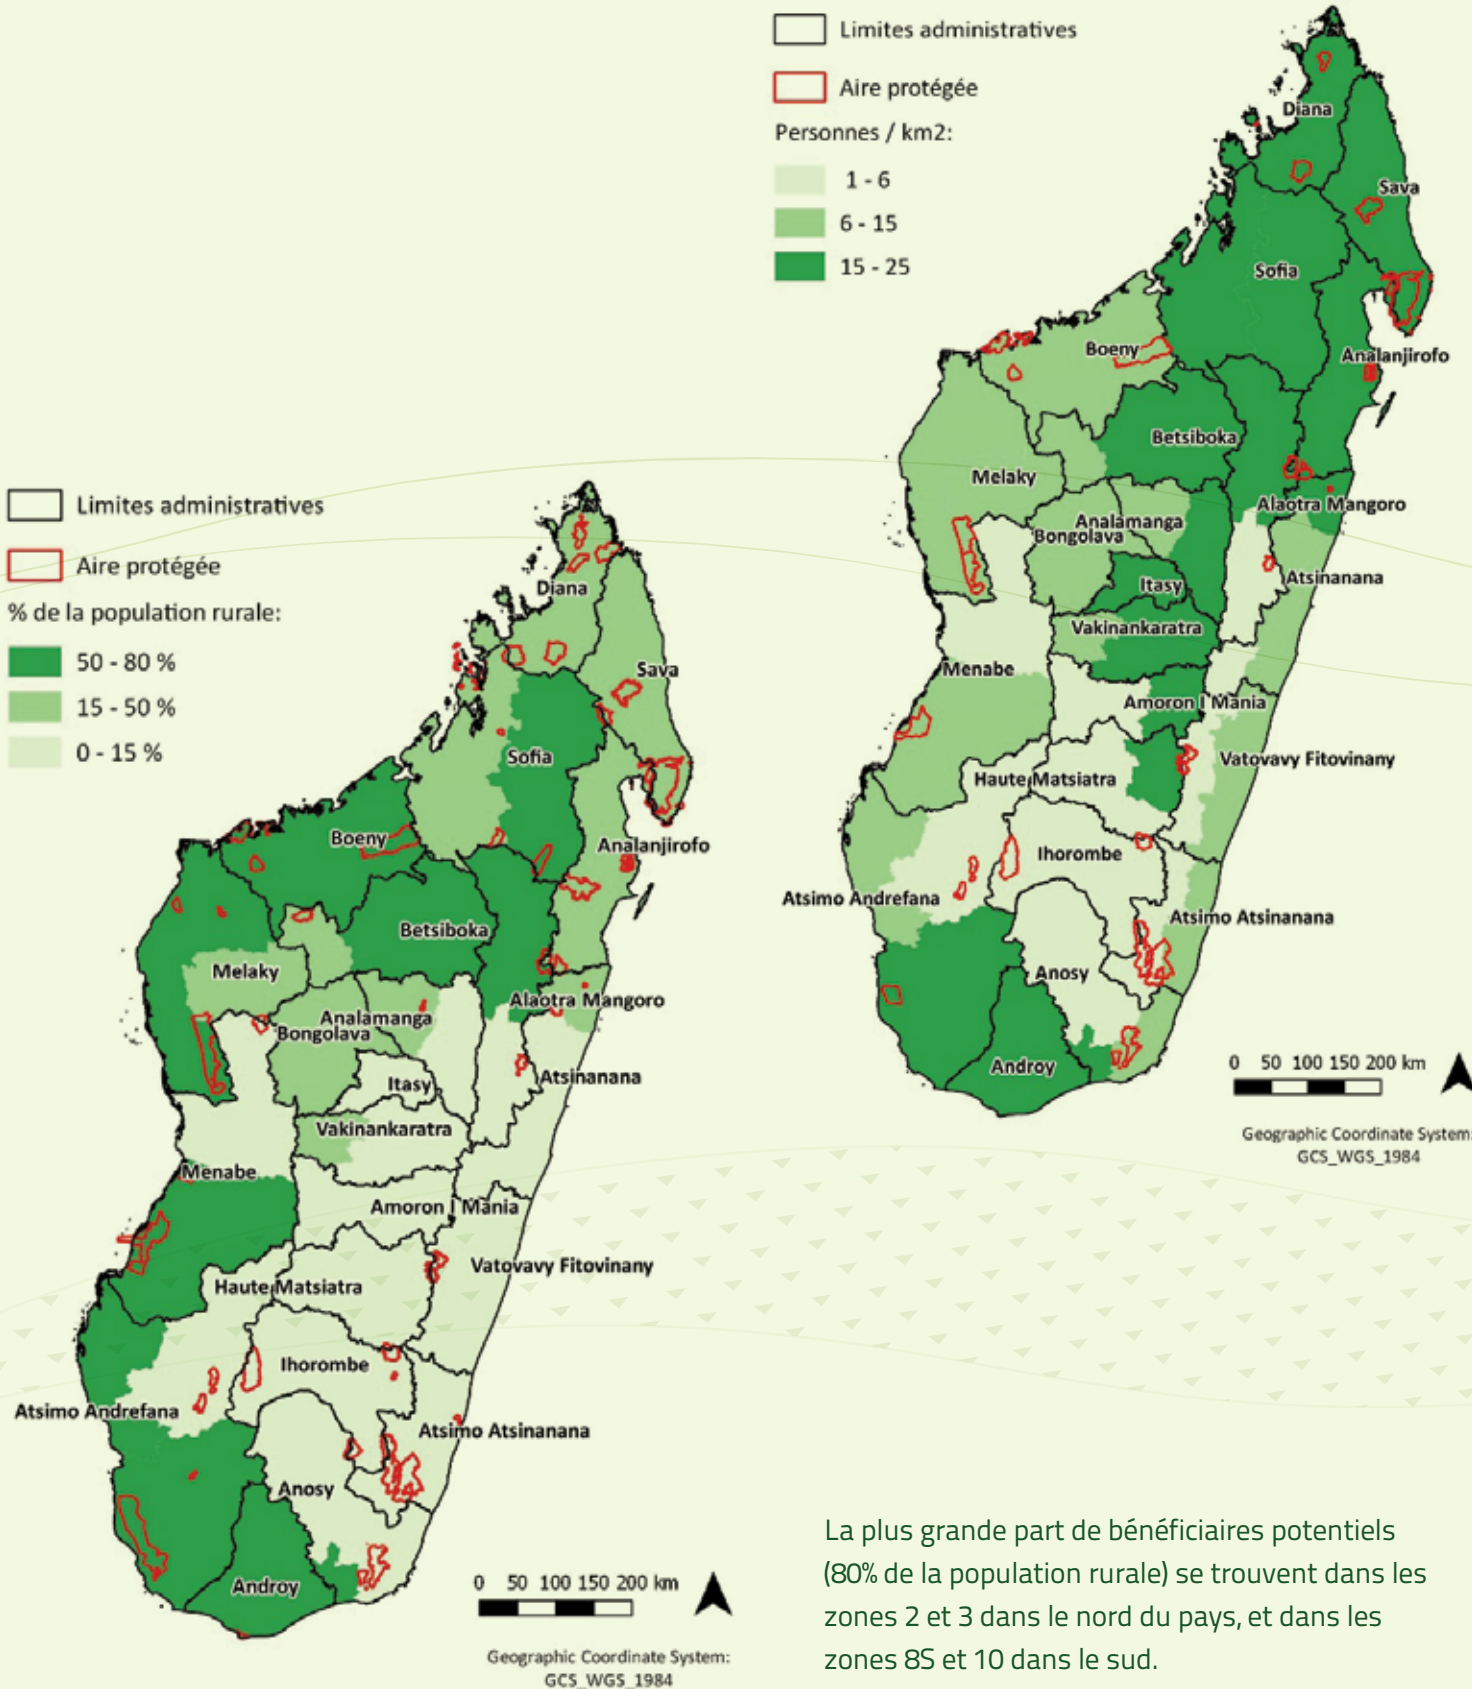 Limites administratives
Aire protégée
Personnes / km2:
1 - 6
6 - 15
15 - 25
Diana
Sava
Sofia
Boeny
Analanjirofo
Betsiboka
Melaky
Alaotra Mangoro
Analamanga
Bongolava
Itasy
Atsinanana
Vakinankaratra
Menabe
Amoron I Mania
Vatovavy Fitovinany
Haute Matsiatra
Ihorombe
Atsimo Andrefana
Atsimo Atsinanana
Anosy
Androy
0 50 100 150 200 km
Geographic Coordinate System:
GCS_WGS_1984
Limites administratives
Aire protégée
% de la population rurale:
50 - 80 %
15 - 50 %
0 - 15 %
Diana
Sava
Sofia
Boeny
Analanjirofo
Betsiboka
Melaky
Alaotra Mangoro
Analamanga
Bongolava
Itasy
Atsinanana
Vakinankaratra
Menabe
Amoron I Mania
Vatovavy Fitovinany
Haute Matsiatra
Ihorombe
Atsimo Andrefana
Atsimo Atsinanana
Anosy
Androy
0 50 100 150 200 km
Geographic Coordinate System:
GCS_WGS_1984
La plus grande part de bénéficiaires potentiels
(80% de la population rurale) se trouvent dans les
zones 2 et 3 dans le nord du pays, et dans les
zones 8S et 10 dans le sud.